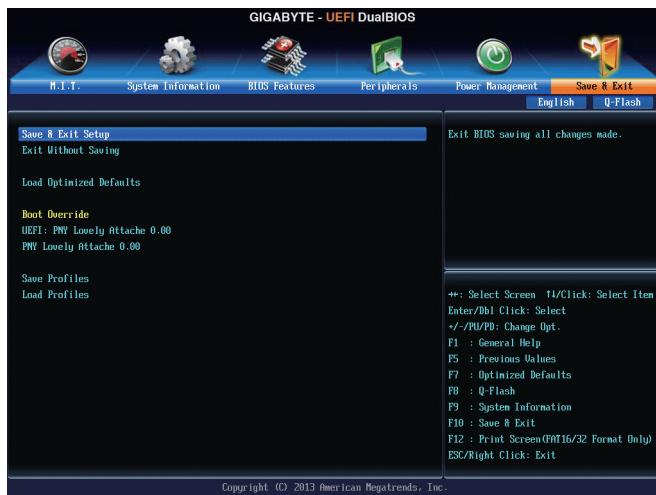 GIGABYTE - UEFI DualBIOS
M.I.T.
System Information
BIOS Features
Peripherals
Power Management
Save & Exit
English
Q-Flash
Save & Exit Setup
Exit Without Saving
Load Optimized Defaults
Boot Override
UEFI: PNY Lovely Attache 0.00
PNY Lovely Attache 0.00
Save Profiles
Load Profiles
Exit BIOS saving all changes made.
→←: Select Screen ↑↓/Click: Select Item
Enter/Dbl Click: Select
+/-/PU/PD: Change Opt.
F1 : General Help
F5 : Previous Values
F7 : Optimized Defaults
F8 : Q-Flash
F9 : System Information
F10 : Save & Exit
F12 : Print Screen(FAT16/32 Format Only)
ESC/Right Click: Exit
Copyright (C) 2013 American Megatrends, Inc.